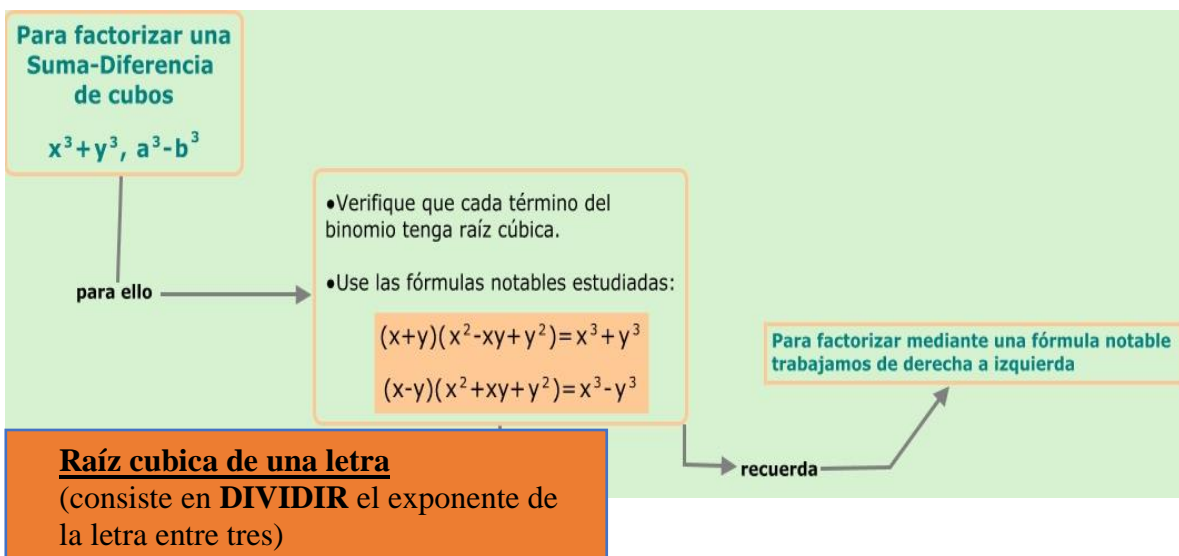 Para factorizar una
Suma-Diferencia
de cubos
x³+y³, a³-b³
para ello
•Verifique que cada término del
binomio tenga raíz cúbica.
•Use las fórmulas notables estudiadas:
(x+y)(x²-xy+y²)=x³+y³
(x-y)(x²+xy+y²)=x³-y³
recuerda
Para factorizar mediante una fórmula notable
trabajamos de derecha a izquierda
Raíz cubica de una letra
(consiste en DIVIDIR el exponente de
la letra entre tres)